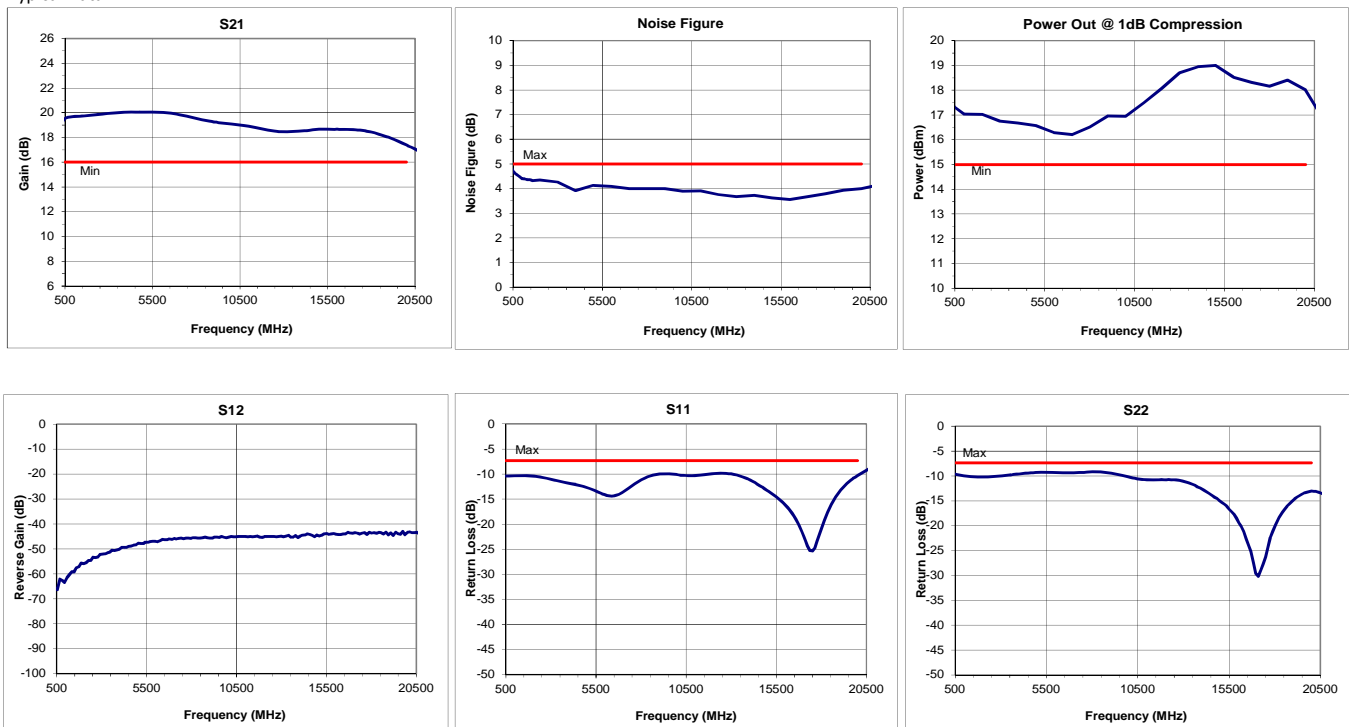 S21
26
24
22
20
18
16
14
12
10
8
6
Gain (dB)
Min
500 5500 10500 15500 20500
Frequency (MHz)
Noise Figure
10
9
8
7
6
5
4
3
2
1
0
Noise Figure (dB)
Max
500 5500 10500 15500 20500
Frequency (MHz)
Power Out @ 1dB Compression
20
19
18
17
16
15
14
13
12
11
10
Power (dBm)
Min
500 5500 10500 15500 20500
Frequency (MHz)
S12
0
-10
-20
-30
-40
-50
-60
-70
-80
-90
-100
Reverse Gain (dB)
500 5500 10500 15500 20500
Frequency (MHz)
S11
0
-5
-10
-15
-20
-25
-30
-35
-40
-45
-50
Return Loss (dB)
Max
500 5500 10500 15500 20500
Frequency (MHz)
S22
0
-5
-10
-15
-20
-25
-30
-35
-40
-45
-50
Return Loss (dB)
Max
500 5500 10500 15500 20500
Frequency (MHz)